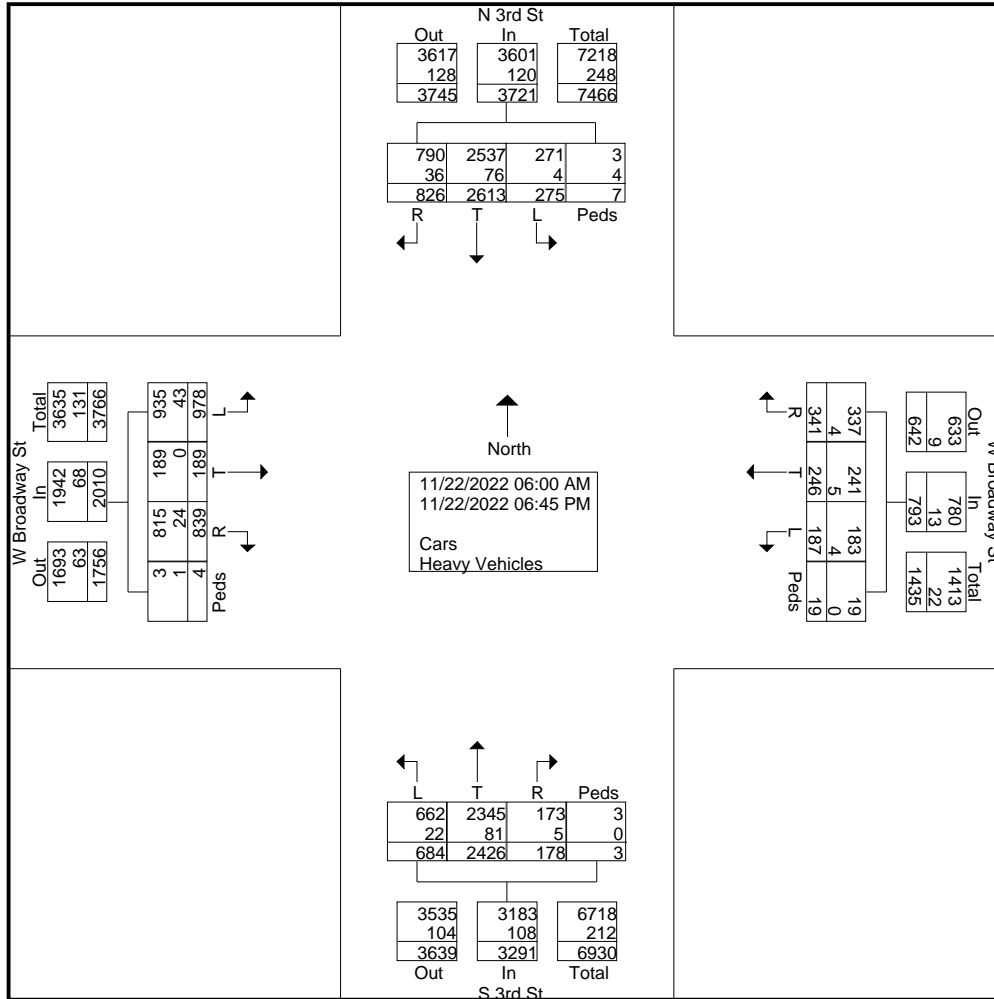 N 3rd St
Out In Total
3617 3601 7218
128 120 248
3745 3721 7466
790 2537 271 3
36 76 4 4
826 2613 275 7
R T L Peds
W Broadway St
Total In Out
3635 1942 1693
131 68 63
3766 2010 1756
935 189 815 3
43 0 24 1
978 189 839 4
L T R Peds
North
11/22/2022 06:00 AM
11/22/2022 06:45 PM
Cars
Heavy Vehicles
R T L Peds
337 241 183 19
4 5 4 0
341 246 187 19
Out In Total
633 780 1413
9 13 22
642 793 1435
W Broadway St
L T R Peds
662 2345 173 3
22 81 5 0
684 2426 178 3
3535 3183 6718
104 108 212
3639 3291 6930
Out In Total
S 3rd St